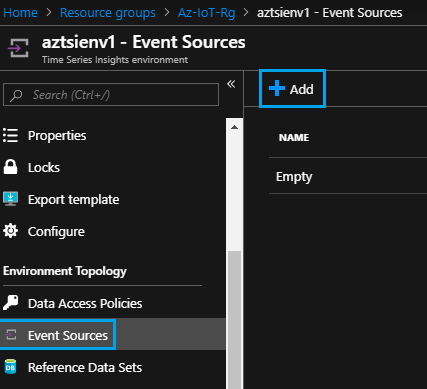 Home > Resource groups > Az-IoT-Rg > aztsienv1 - Event Sources
aztsienv1 - Event Sources
Time Series Insights environment
Search (Ctrl+/)
«
+ Add
Properties
Locks
Export template
Configure
Environment Topology
Data Access Policies
Event Sources
Reference Data Sets
NAME
Empty